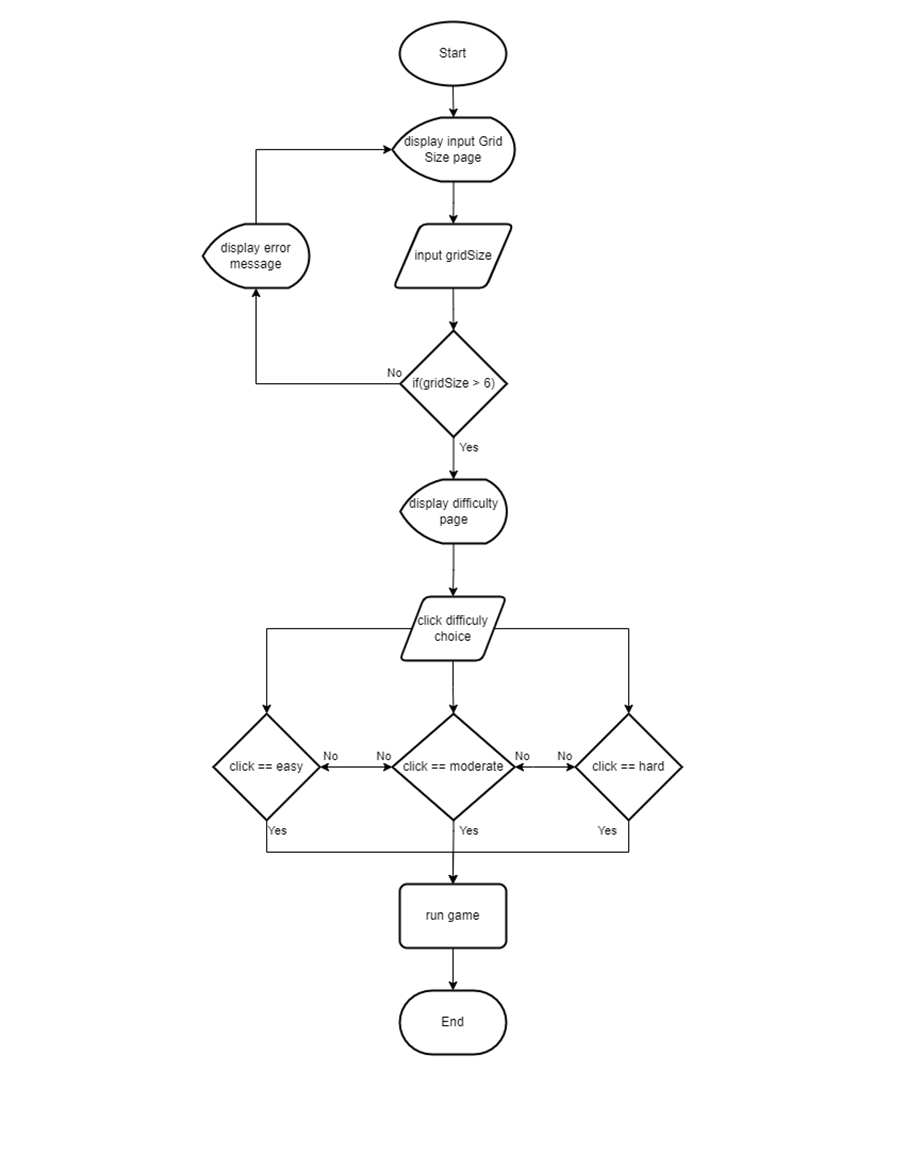 Start
display input Grid
Size page
display error
message
input gridSize
No
if(gridSize > 6)
Yes
display difficulty
page
click difficuly
choice
No
No
No
No
click == easy
click == moderate
click == hard
Yes
Yes
Yes
run game
End